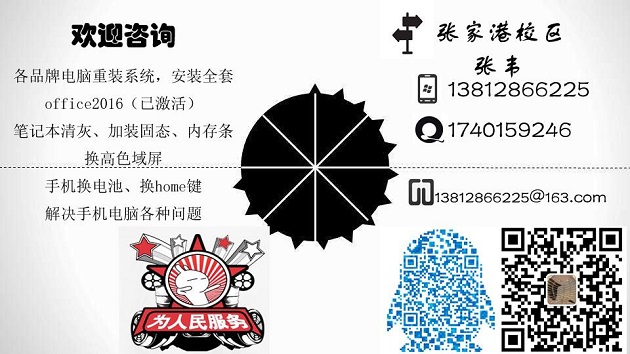 欢迎咨询
各品牌电脑重装系统，安装全套
office2016（已激活）
笔记本清灰、加装固态、内存条
换高色域屏
手机换电池、换home键
解决手机电脑各种问题
为人民服务
张家港校区
张韦
13812866225
1740159246
13812866225@163.com